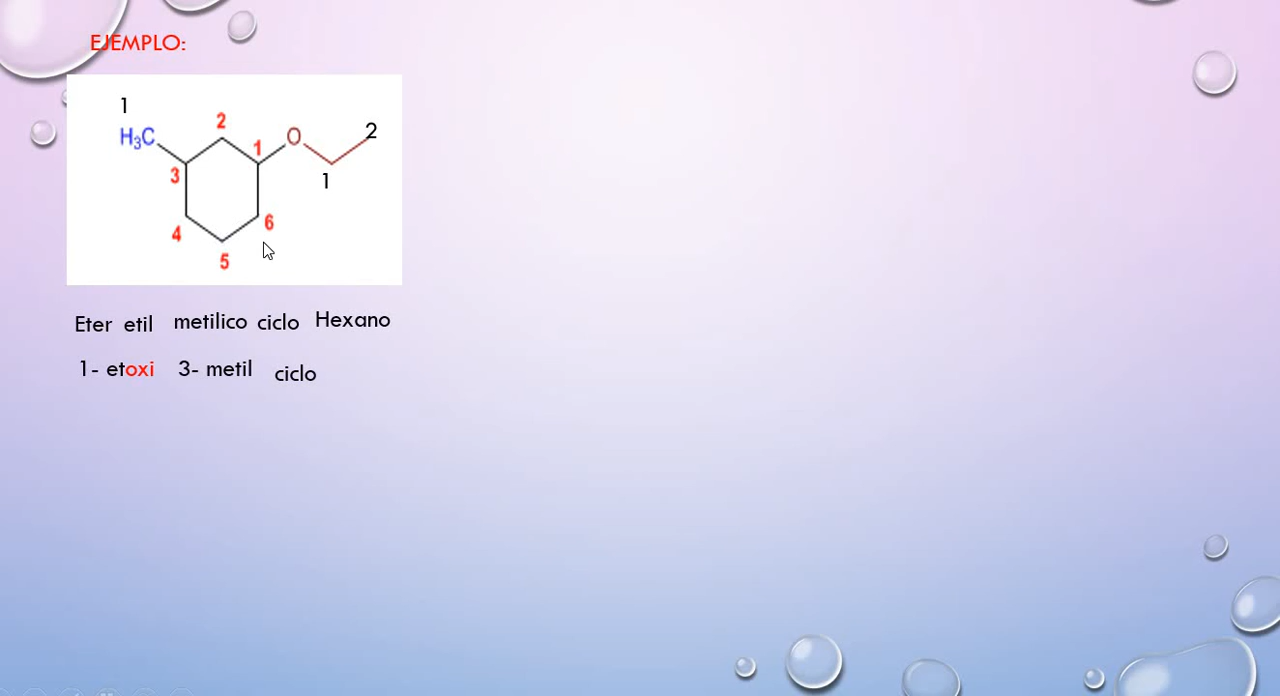 EJEMPLO:
1
H₃C
2
1
O
2
3
1
4
6
5
Eter etil metilico ciclo Hexano
1- etoxi 3- metil ciclo